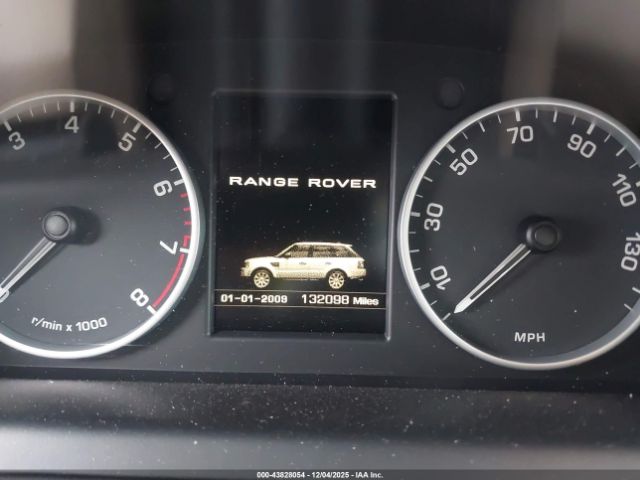 3 4 5 6 7 8
r/min x 1000
RANGE ROVER
01-01-2009 132098 Miles
10 30 50 70 90 110 130
MPH
000-43828054 - 12/04/2025 - IAA Inc.